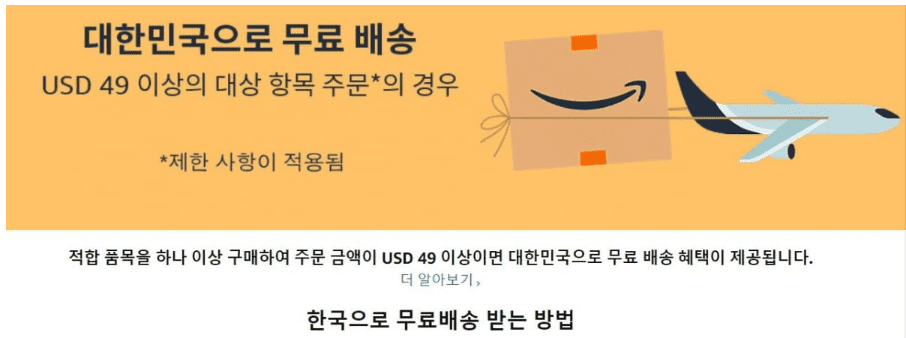 대한민국으로 무료 배송
USD 49 이상의 대상 항목 주문*의 경우
*제한 사항이 적용됨
적합 품목을 하나 이상 구매하여 주문 금액이 USD 49 이상이면 대한민국으로 무료 배송 혜택이 제공됩니다.
더 알아보기 ›
한국으로 무료배송 받는 방법